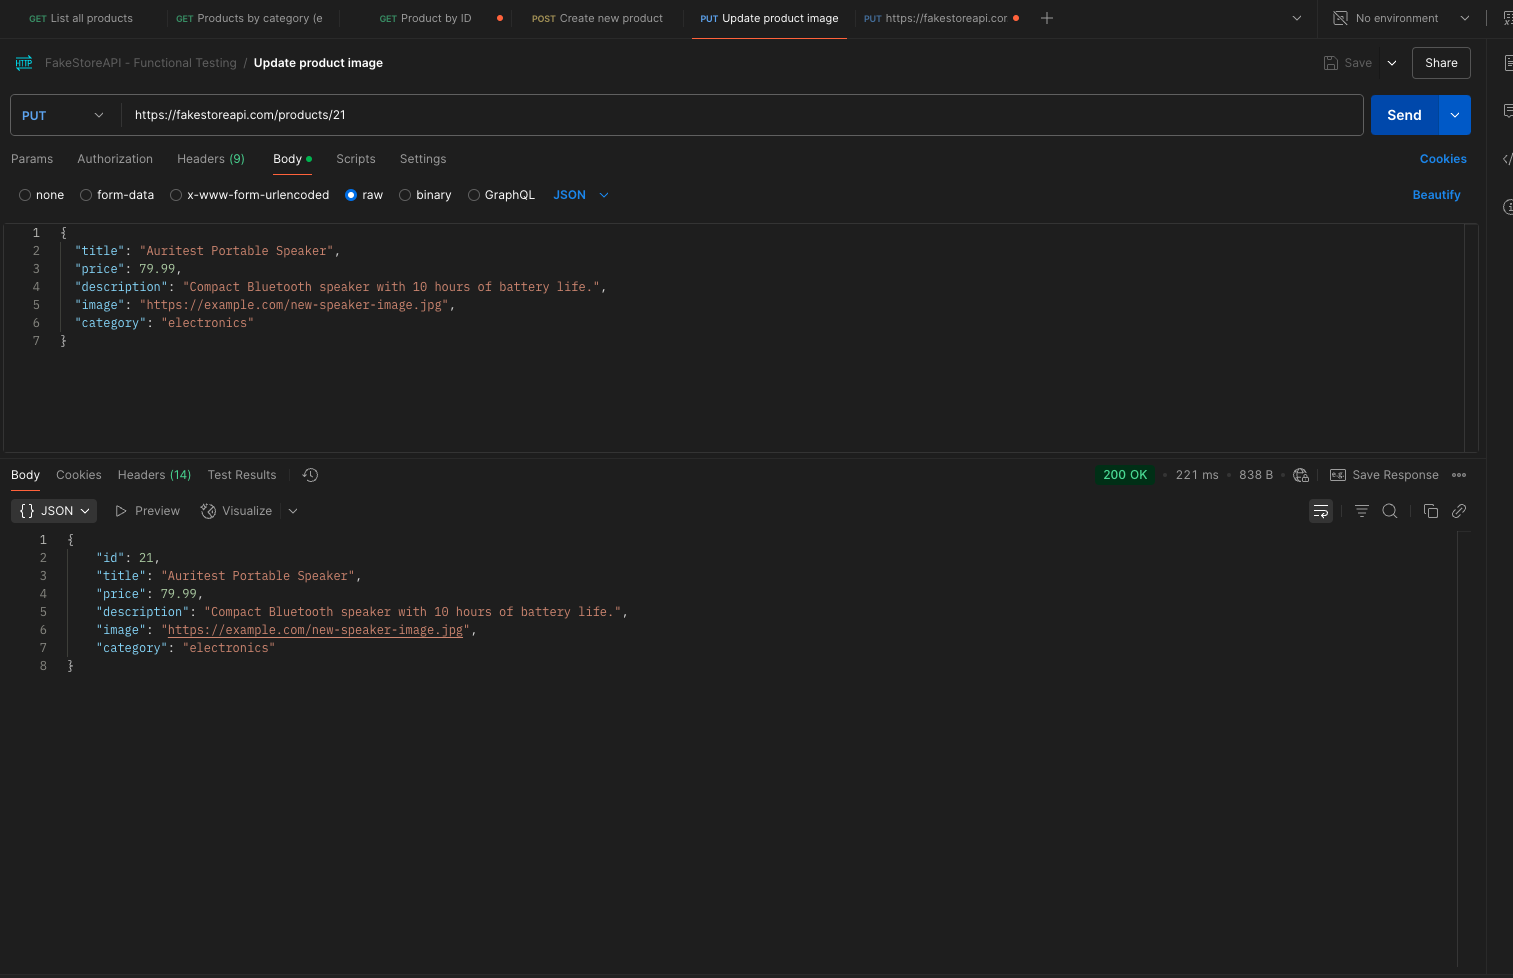 GET List all products
GET Products by category (e
GET Product by ID
POST Create new product
PUT Update product image
PUT https://fakestoreapi.cor
No environment
HTTP FakeStoreAPI - Functional Testing / Update product image
Save
Share
PUT
https://fakestoreapi.com/products/21
Send
Params Authorization Headers (9) Body Scripts Settings
Cookies
none form-data x-www-form-urlencoded raw binary GraphQL JSON
Beautify
1 {
2 "title": "Auritest Portable Speaker",
3 "price": 79.99,
4 "description": "Compact Bluetooth speaker with 10 hours of battery life.",
5 "image": "https://example.com/new-speaker-image.jpg",
6 "category": "electronics"
7 }
Body Cookies Headers (14) Test Results
200 OK • 221 ms • 838 B •
e.g. Save Response
{} JSON
Preview
Visualize
1 {
2 "id": 21,
3 "title": "Auritest Portable Speaker",
4 "price": 79.99,
5 "description": "Compact Bluetooth speaker with 10 hours of battery life.",
6 "image": "https://example.com/new-speaker-image.jpg",
7 "category": "electronics"
8 }